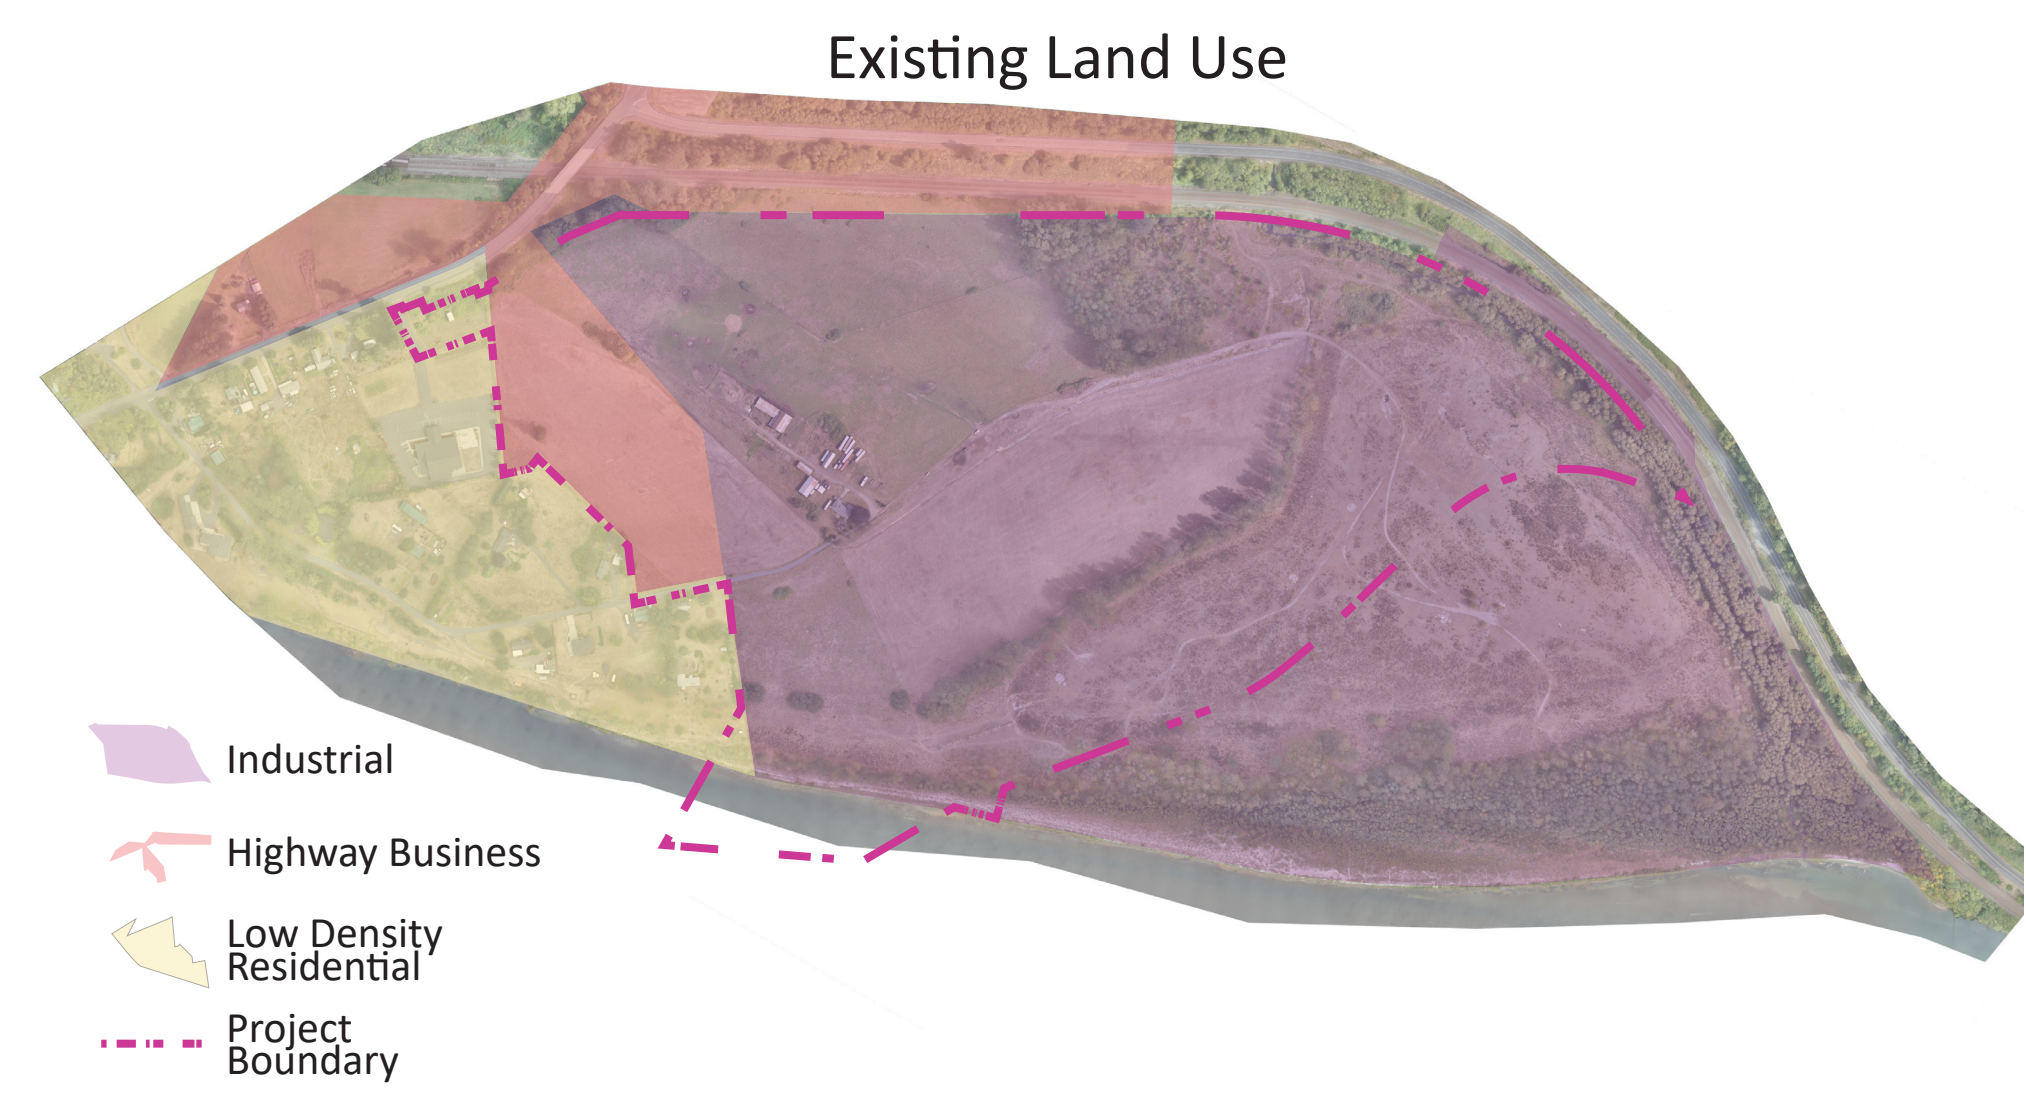 Existing Land Use
Industrial
Highway Business
Low Density
Residential
Project
Boundary